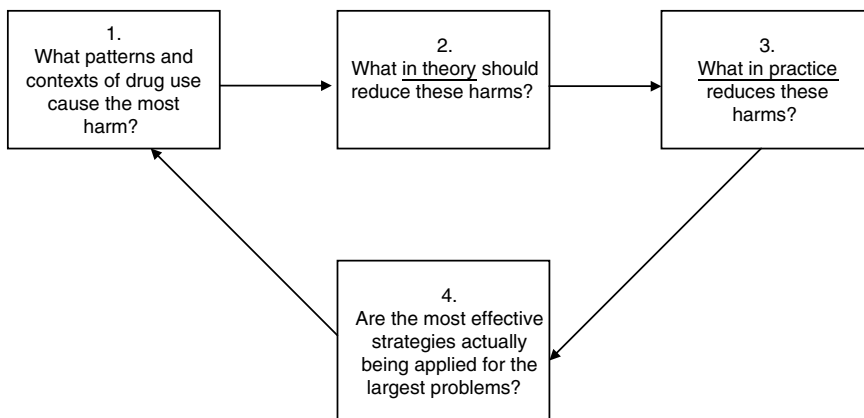 1.
What patterns and
contexts of drug use
cause the most
harm?
2.
What in theory should
reduce these harms?
3.
What in practice
reduces these
harms?
4.
Are the most effective
strategies actually
being applied for the
largest problems?